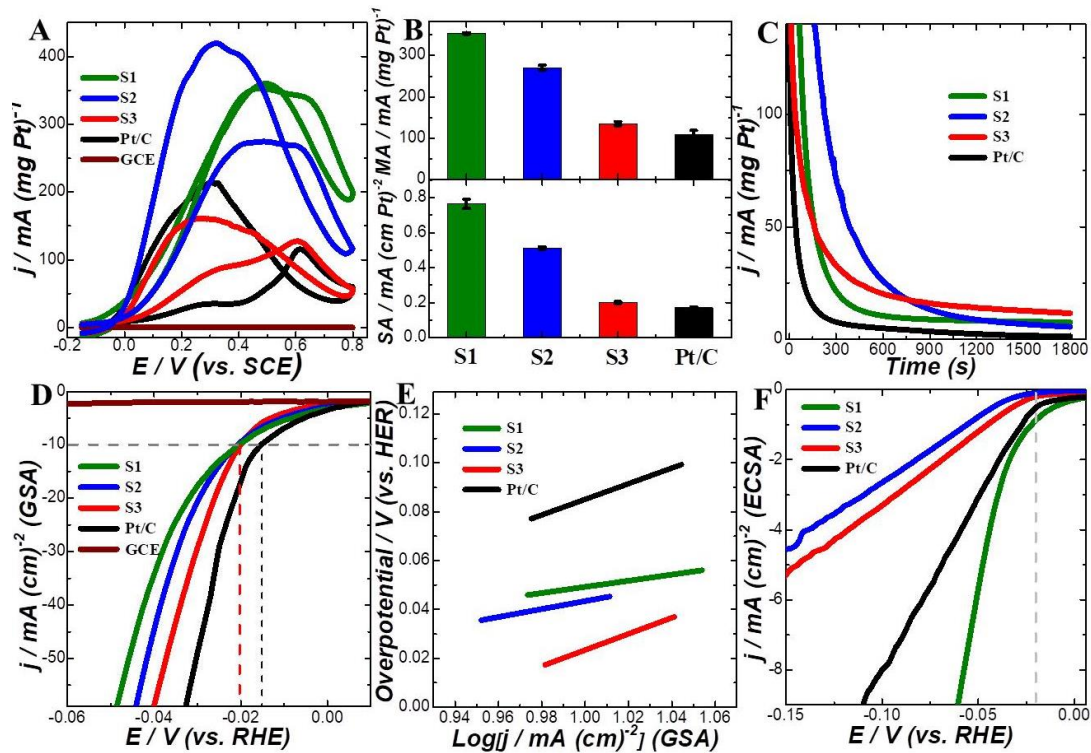 A
400
300
200
100
0
j / mA (mg Pt)⁻¹
S1
S2
S3
Pt/C
GCE
-0.2 0.0 0.2 0.4 0.6 0.8
E / V (vs. SCE)
B
350
300
200
100
0
MA / mA (mg Pt)⁻¹
0.8
0.6
0.4
0.2
0.0
SA / mA (cm Pt)⁻²
S1 S2 S3 Pt/C
C
100
50
0
j / mA (mg Pt)⁻¹
S1
S2
S3
Pt/C
0 300 600 900 1200 1500 1800
Time (s)
D
0
-10
-20
-30
-40
-50
j / mA (cm)⁻² (GSA)
S1
S2
S3
Pt/C
GCE
-0.06 -0.04 -0.02 0.00
E / V (vs. RHE)
E
0.12
0.10
0.08
0.06
0.04
0.02
0.00
Overpotential / V (vs. HER)
S1
S2
S3
Pt/C
0.94 0.96 0.98 1.00 1.02 1.04 1.06
Log[j / mA (cm)⁻²] (GSA)
F
0
-2
-4
-6
-8
j / mA (cm)⁻² (ECSA)
S1
S2
S3
Pt/C
-0.15 -0.10 -0.05 0.00
E / V (vs. RHE)